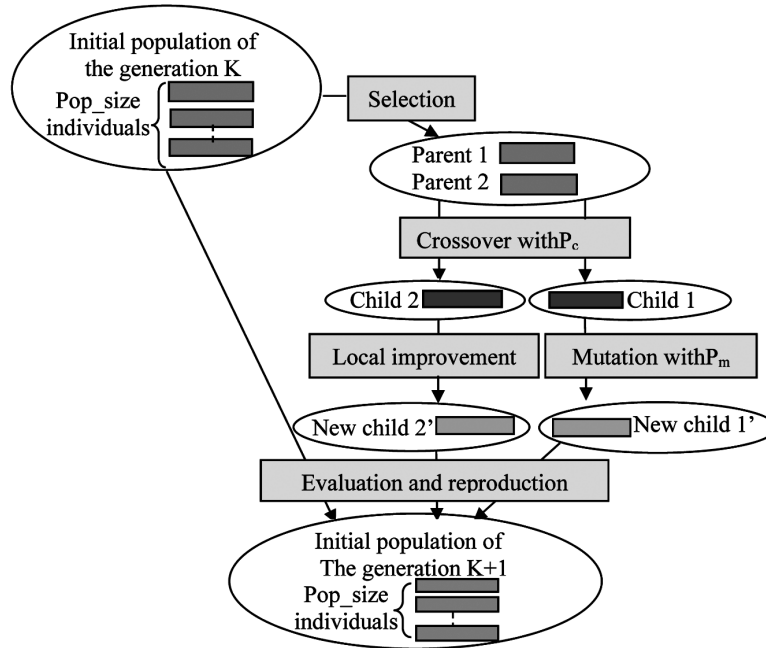 Initial population of
the generation K
Pop_size
individuals
Selection
Parent 1
Parent 2
Crossover withPc
Child 2
Child 1
Local improvement
Mutation withPm
New child 2’
New child 1’
Evaluation and reproduction
Initial population of
The generation K+1
Pop_size
individuals